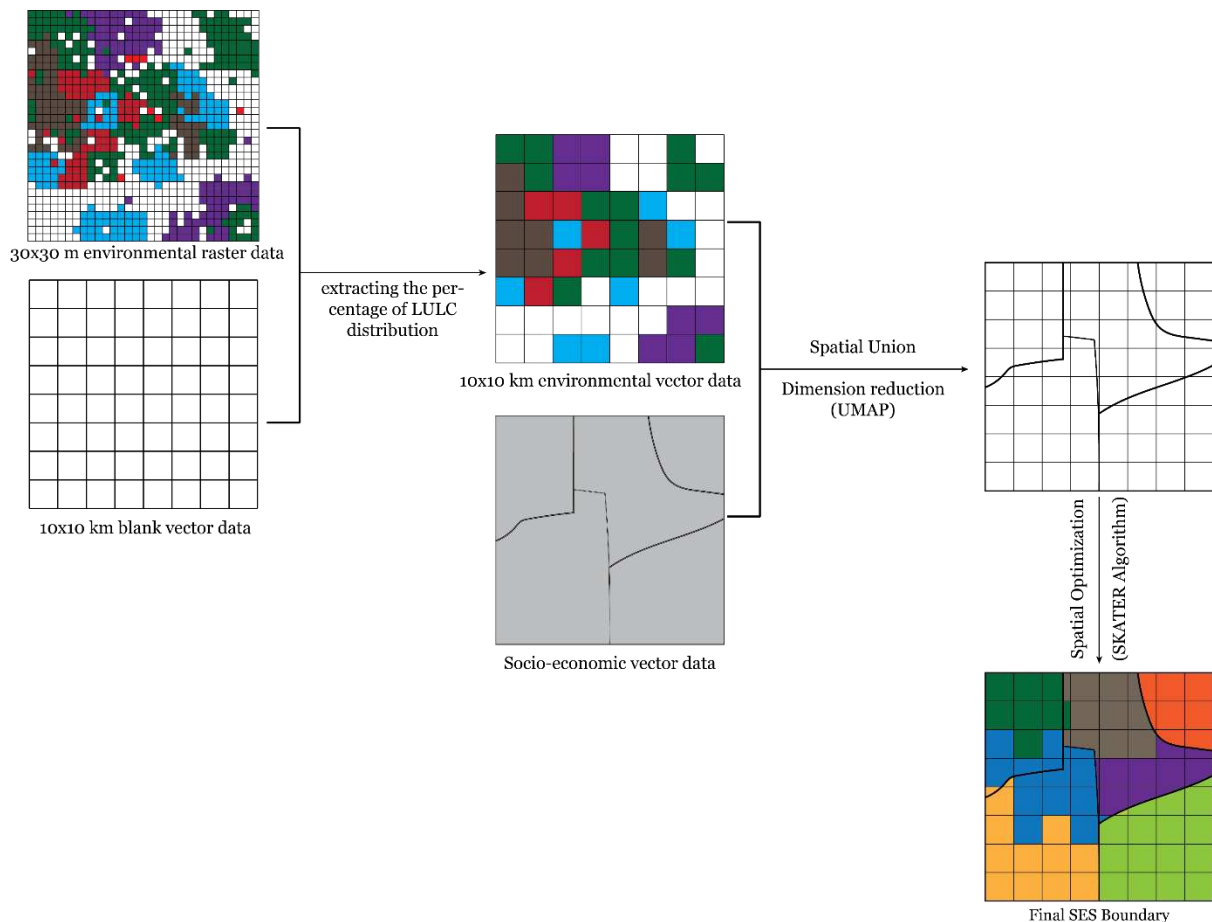 30x30 m environmental raster data
10x10 km blank vector data
extracting the per-
centage of LULC
distribution
10x10 km environmental vector data
Socio-economic vector data
Spatial Union
Dimension reduction
(UMAP)
Spatial Optimization
(SKATER Algorithm)
Final SES Boundary